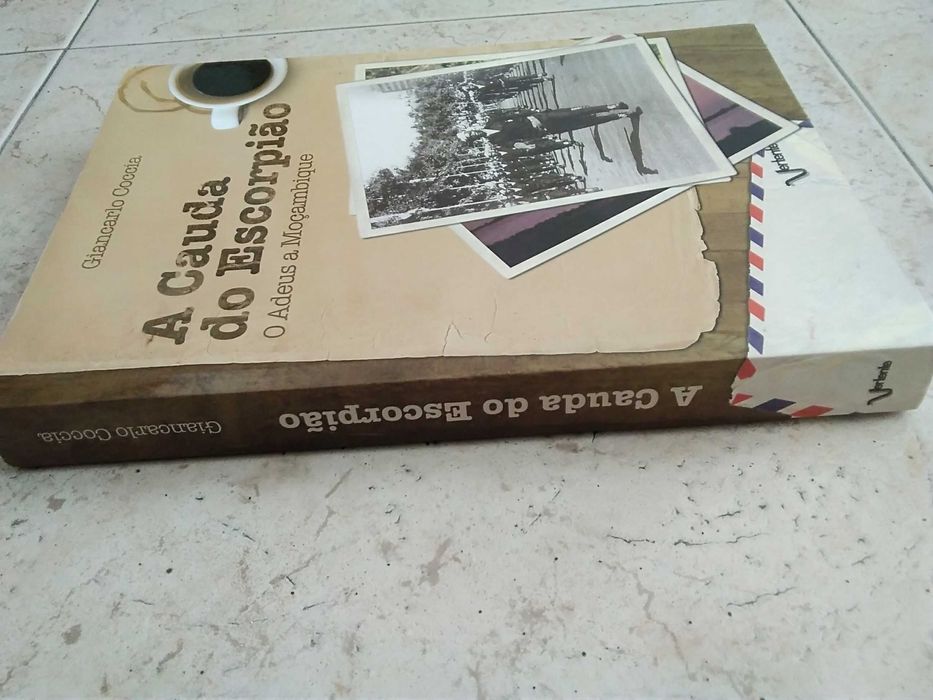 Giancarlo Coccia
A Cauda
do Escorpião
O Adeus a Moçambique
Vertente
Giancarlo Coccia
A Cauda do Escorpião
Vertente